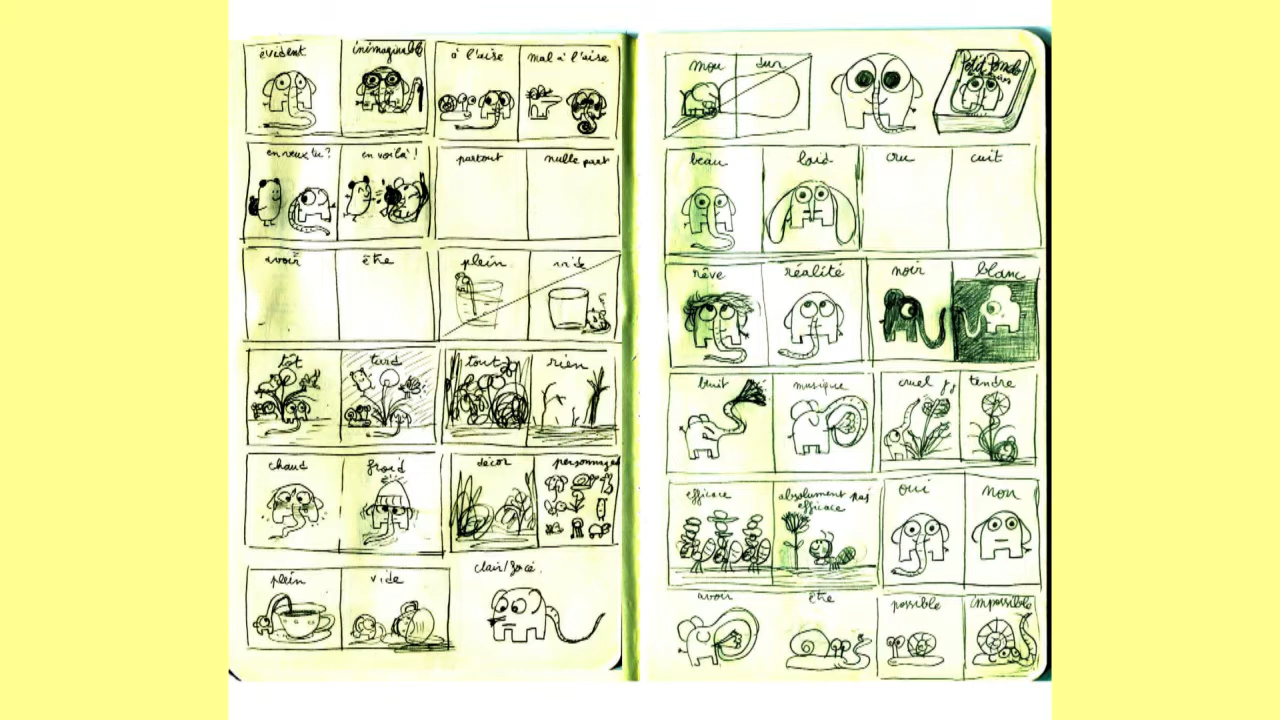 évident
inimaginable
à l'aise
mal à l'aise
en veux-tu?
en voilà!
partout
nulle part
avoir
être
plein
vide
tôt
tard
tout
rien
chaud
froid
décor
personnages
plein
vide
clair/foncé.
mou
dur
Petit
beau
laid
cru
cuit
rêve
réalité
noir
blanc
bruit
musique
cruel
tendre
efficace
absolument pas
efficace
oui
non
avoir
être
possible
impossible